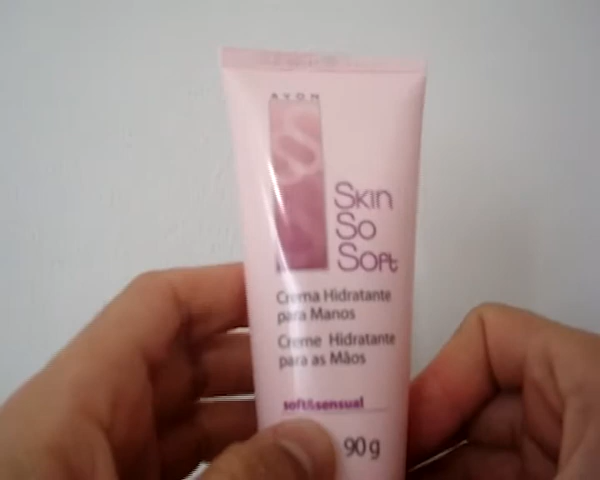 AVON
Skin
So
Soft
Crema Hidratante
para Manos
Creme Hidratante
para as Mãos
soft&sensual
90g